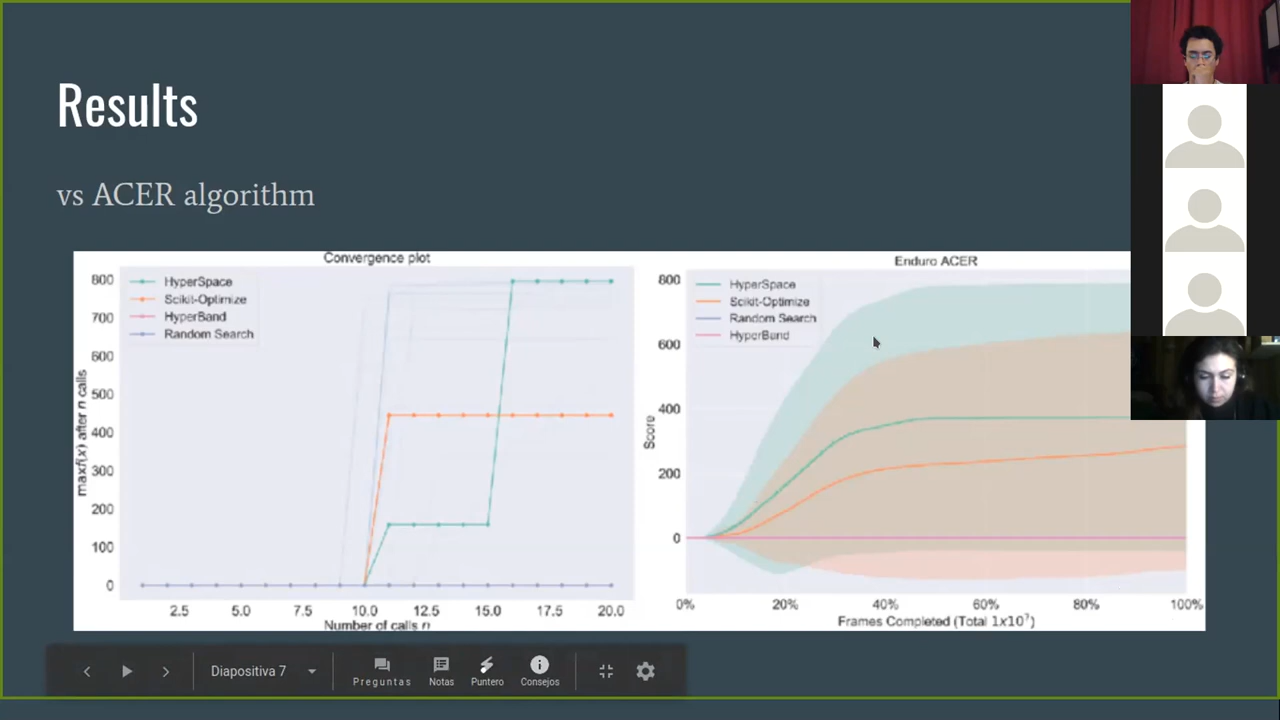 Results
vs ACER algorithm
Convergence plot
HyperSpace
Scikit-Optimize
HyperBand
Random Search
max f(x) after n calls
800
700
600
500
400
300
200
100
0
2.5 5.0 7.5 10.0 12.5 15.0 17.5 20.0
Number of calls n
Enduro ACER
HyperSpace
Scikit-Optimize
Random Search
HyperBand
Score
800
600
400
200
0
0% 20% 40% 60% 80% 100%
Frames Completed (Total 1x10⁷)
Diapositiva 7
Preguntas Notas Puntero Consejos